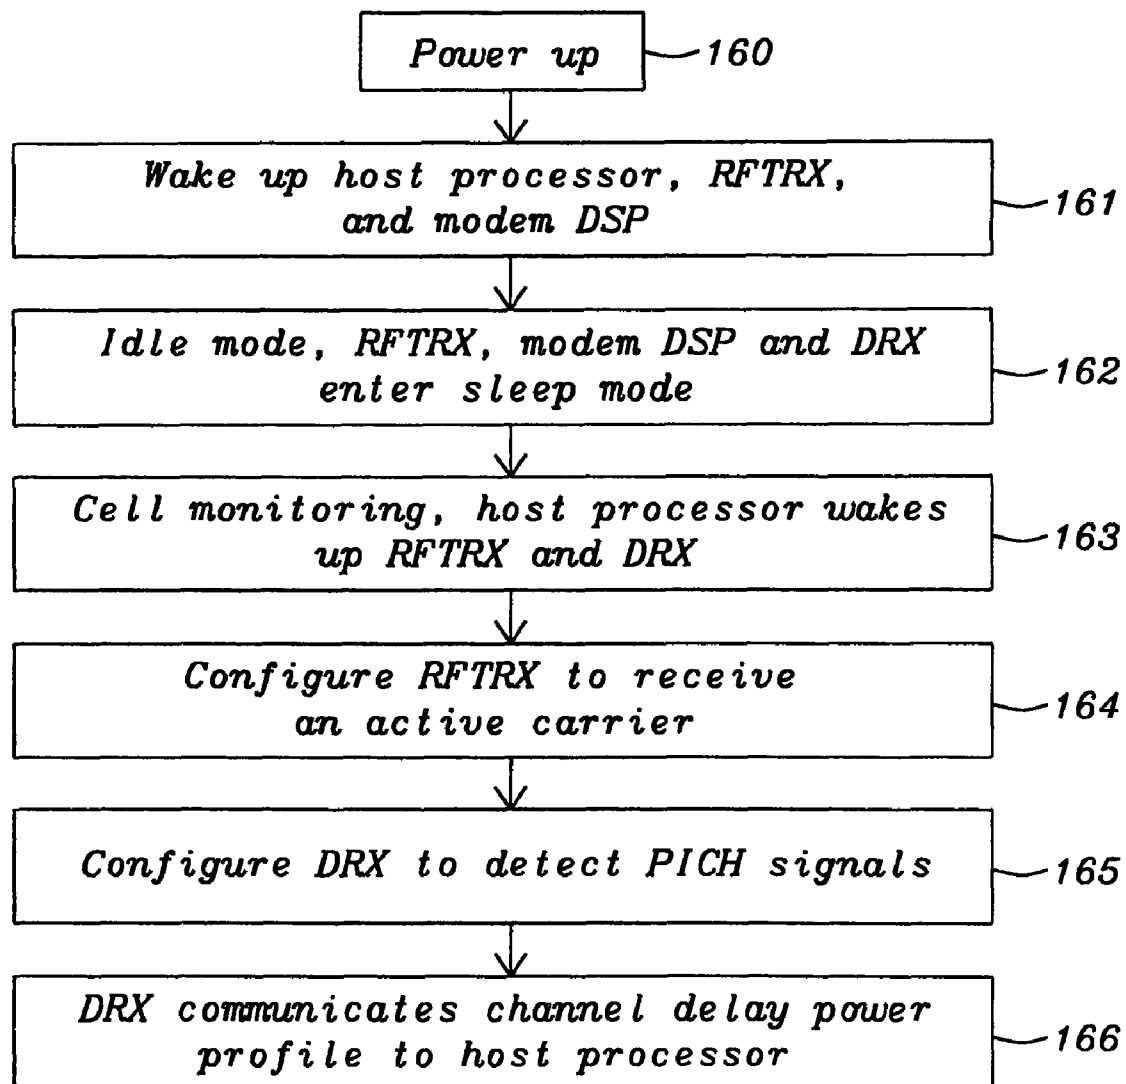 Power up
160
Wake up host processor, RFTRX,
and modem DSP
161
Idle mode, RFTRX, modem DSP and DRX
enter sleep mode
162
Cell monitoring, host processor wakes
up RFTRX and DRX
163
Configure RFTRX to receive
an active carrier
164
Configure DRX to detect PICH signals
165
DRX communicates channel delay power
profile to host processor
166